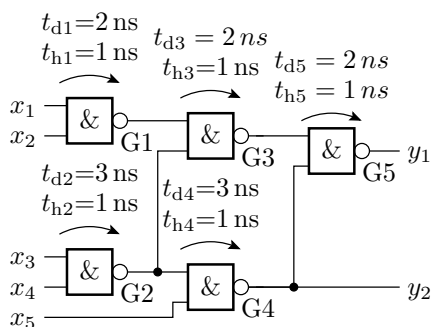 t_d1=2 ns
t_h1=1 ns
t_d3 = 2 ns
t_h3=1 ns
t_d5 = 2 ns
t_h5 = 1 ns
x_1
x_2
&
G1
&
G3
&
G5
y_1
t_d2=3 ns
t_h2=1 ns
t_d4=3 ns
t_h4=1 ns
x_3
x_4
&
G2
&
G4
y_2
x_5